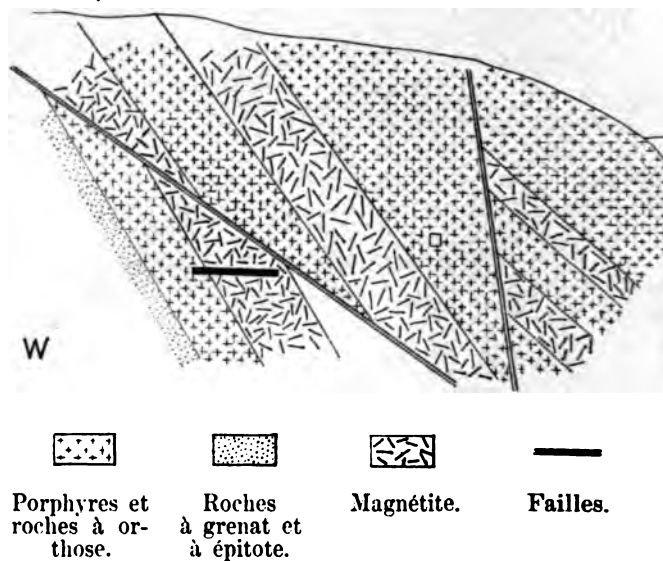 W
Porphyres et
roches à or-
those.
Roches
à grenat et
à épitote.
Magnétite.
Failles.